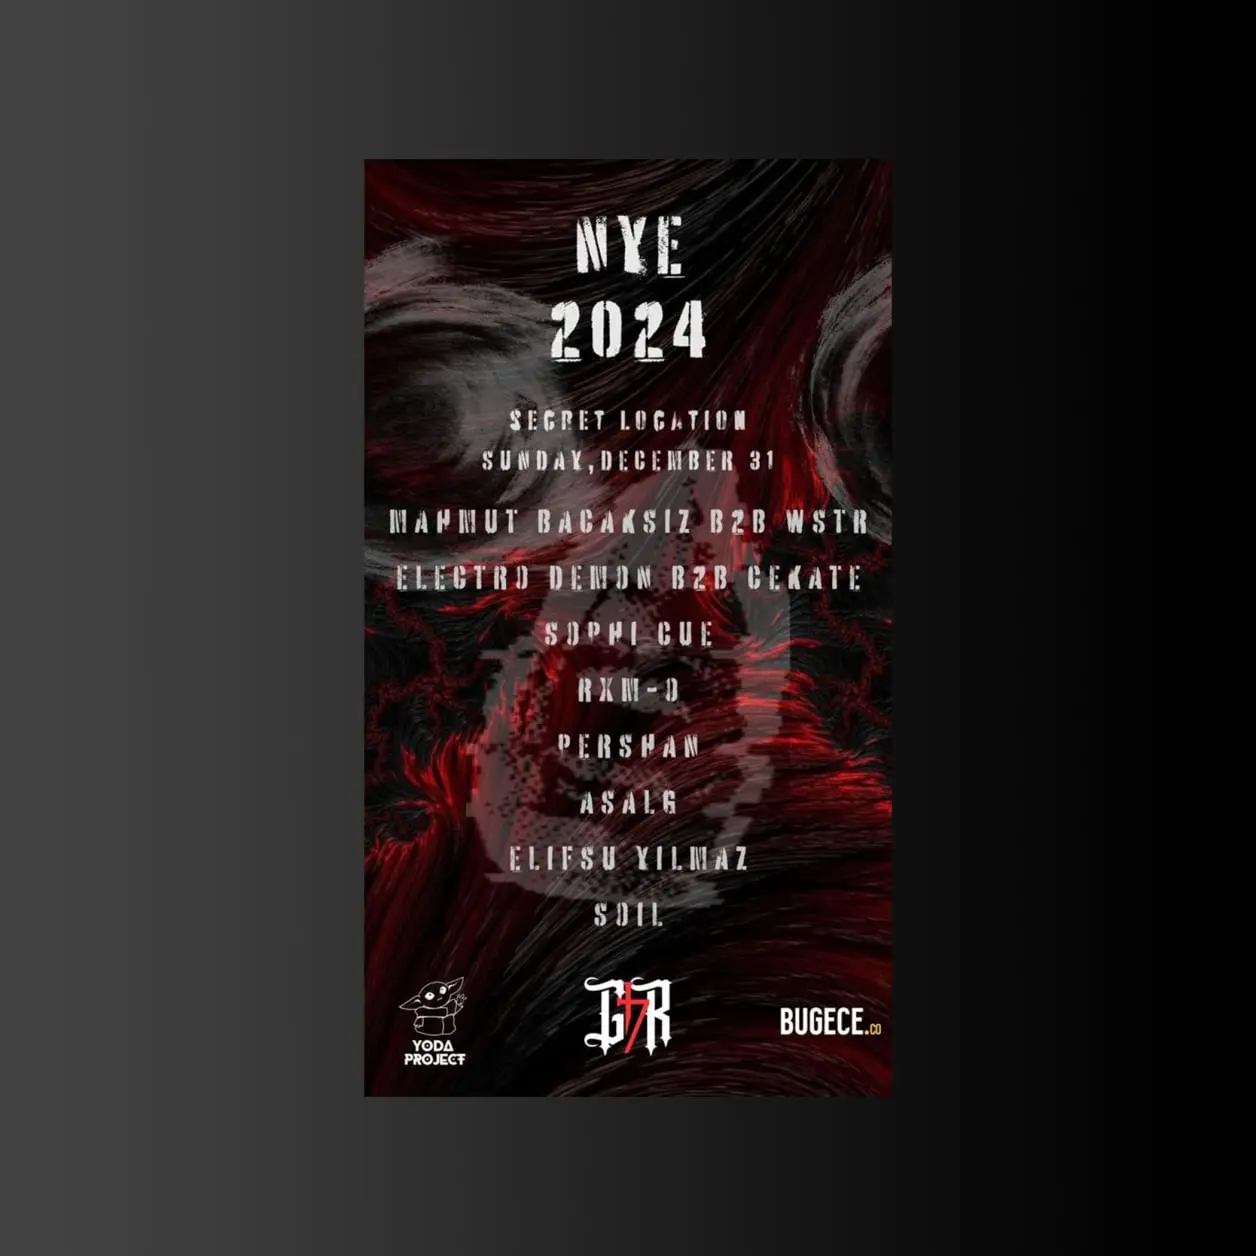 NYE
2024
SECRET LOCATION
SUNDAY, DECEMBER 31
MAHMUT BACAKSIZ B2B WSTR
ELECTRO DEMON B2B CEKATE
SOPHI CUE
RXM-O
PERSHAN
ASALG
ELIFSU YILMAZ
SOIL
YODA
PROJECT
G4R
BUGECE.CO